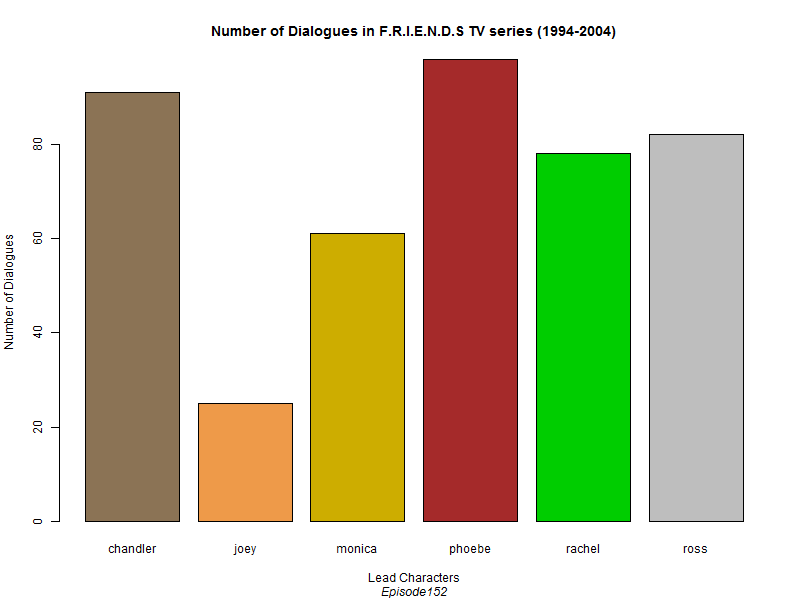 Number of Dialogues in F.R.I.E.N.D.S TV series (1994-2004)
Number of Dialogues
80
60
40
20
0
chandler joey monica phoebe rachel ross
Lead Characters
Episode152